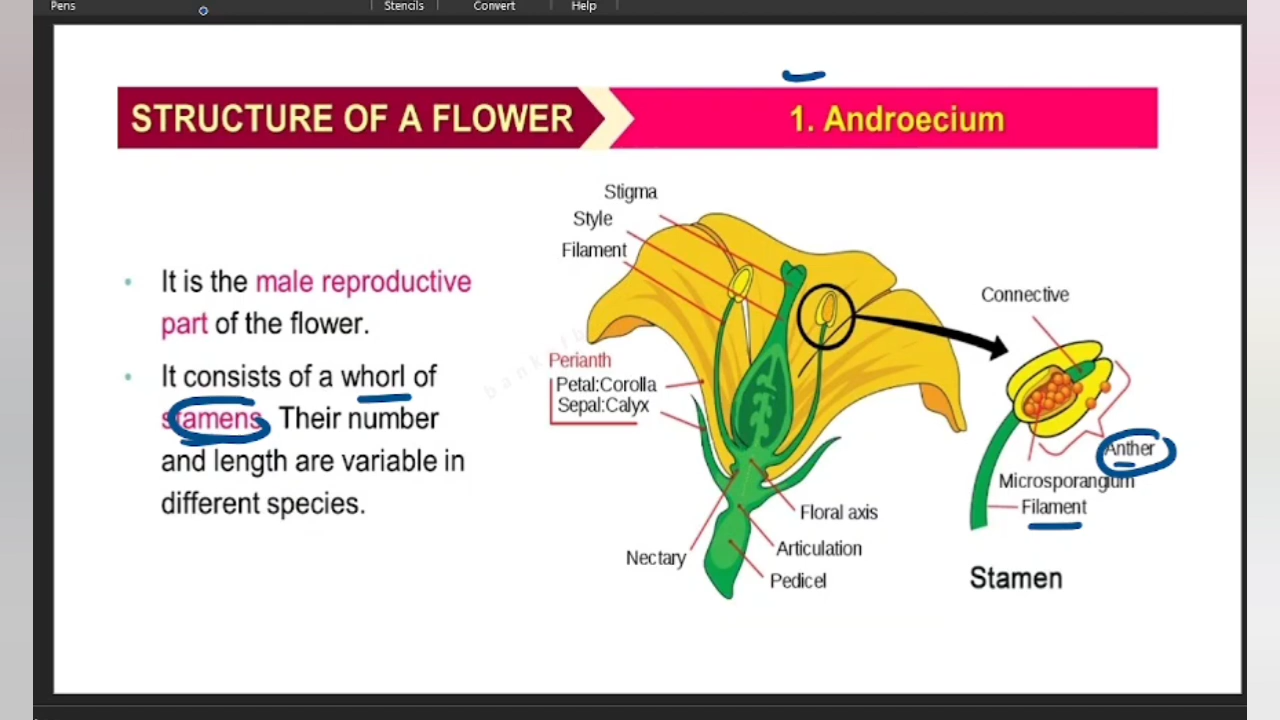 Pens
Stencils
Convert
Help
STRUCTURE OF A FLOWER
1. Androecium
It is the male reproductive
part of the flower.
It consists of a whorl of
stamens. Their number
and length are variable in
different species.
Stigma
Style
Filament
Perianth
Petal:Corolla
Sepal:Calyx
Nectary
Floral axis
Articulation
Pedicel
Connective
Anther
Microsporangium
Filament
Stamen